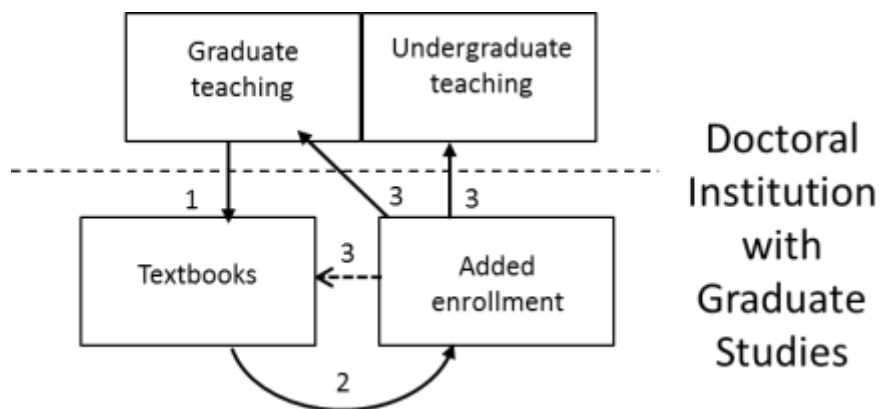 Graduate
teaching
Undergraduate
teaching
1
3
3
Textbooks
3
Added
enrollment
2
Doctoral
Institution
with
Graduate
Studies